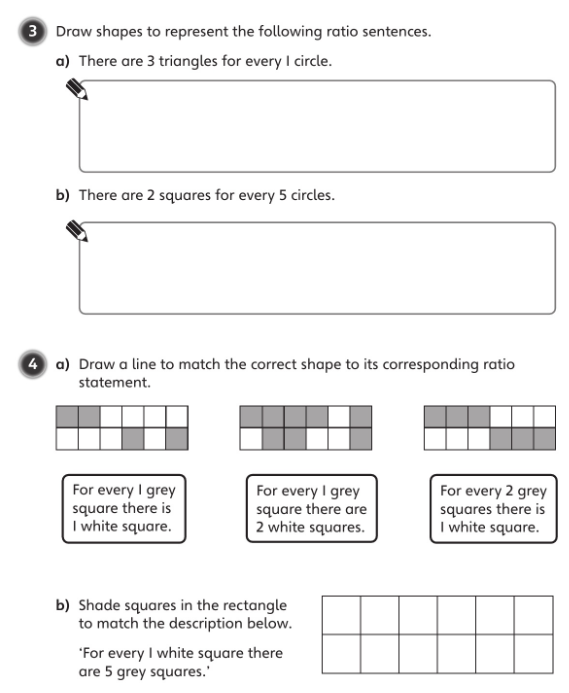 3 Draw shapes to represent the following ratio sentences.
a) There are 3 triangles for every 1 circle.
b) There are 2 squares for every 5 circles.
4 a) Draw a line to match the correct shape to its corresponding ratio
statement.
For every 1 grey
square there is
1 white square.
For every 1 grey
square there are
2 white squares.
For every 2 grey
squares there is
1 white square.
b) Shade squares in the rectangle
to match the description below.
‘For every 1 white square there
are 5 grey squares.’